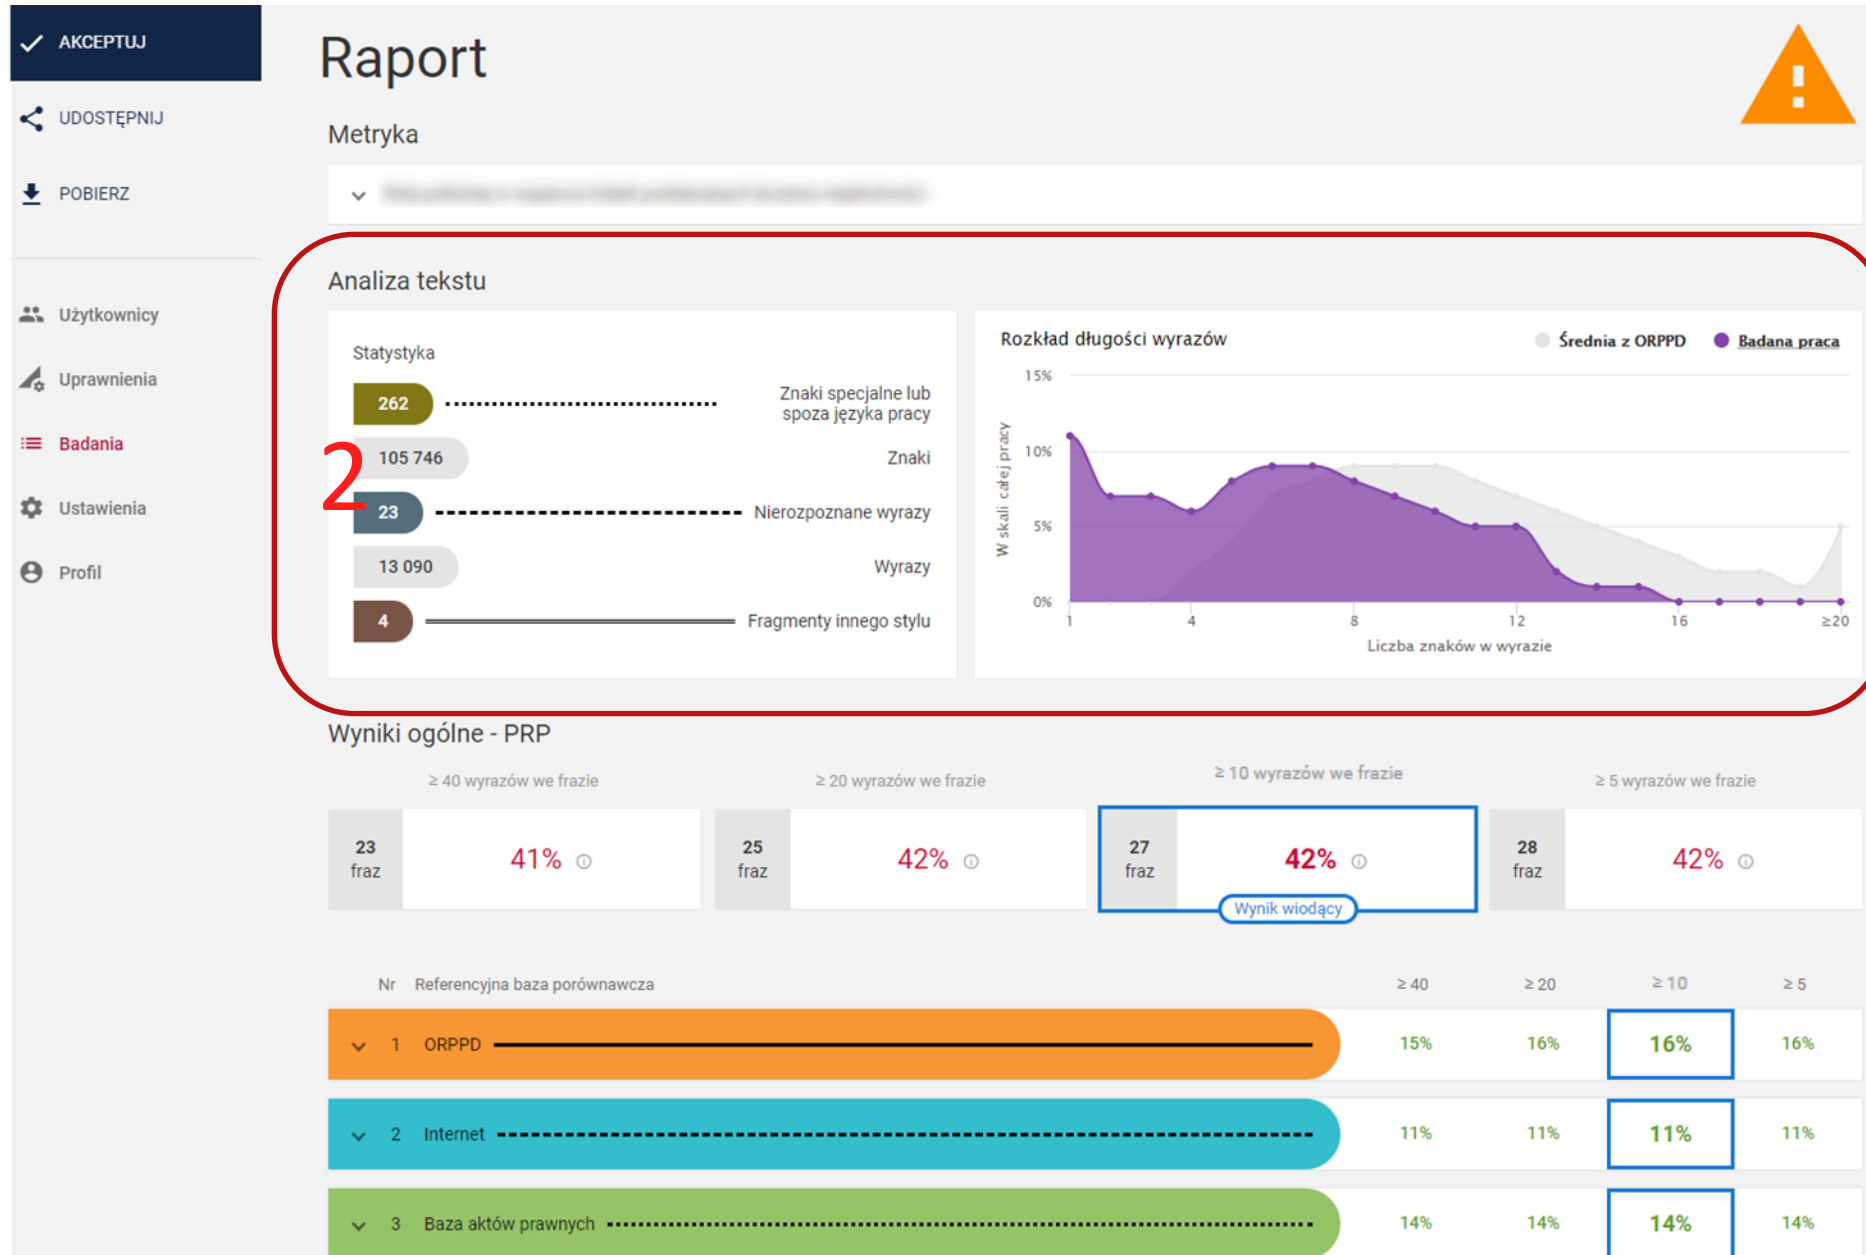 AKCEPTUJ
UDOSTĘPNIJ
POBIERZ
Użytkownicy
Uprawnienia
Badania
Ustawienia
Profil
Raport
Metryka
Analiza tekstu
Statystyka
262 Znaki specjalne lub
spoza języka pracy
105 746 Znaki
2
23 Nierozpoznane wyrazy
13 090 Wyrazy
4 Fragmenty innego stylu
Rozkład długości wyrazów Średnia z ORPPD Badana praca
W skali całej pracy
15%
10%
5%
0%
1 4 8 12 16 ≥20
Liczba znaków w wyrazie
Wyniki ogólne - PRP
≥ 40 wyrazów we frazie ≥ 20 wyrazów we frazie ≥ 10 wyrazów we frazie ≥ 5 wyrazów we frazie
23 fraz 41% 25 fraz 42% 27 fraz 42% 28 fraz 42%
Wynik wiodący
Nr Referencyjna baza porównawcza ≥ 40 ≥ 20 ≥ 10 ≥ 5
1 ORPPD 15% 16% 16% 16%
2 Internet 11% 11% 11% 11%
3 Baza aktów prawnych 14% 14% 14% 14%